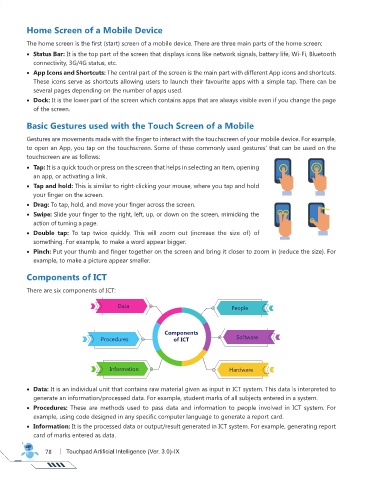 Home Screen of a Mobile Device
The home screen is the first (start) screen of a mobile device. There are three main parts of the home screen:
• Status Bar: It is the top part of the screen that displays icons like network signals, battery life, Wi-Fi, Bluetooth
connectivity, 3G/4G status, etc.
• App Icons and Shortcuts: The central part of the screen is the main part with different App icons and shortcuts.
These icons serve as shortcuts allowing users to launch their favourite apps with a simple tap. There can be
several pages depending on the number of apps used.
• Dock: It is the lower part of the screen which contains apps that are always visible even if you change the page
of the screen.
Basic Gestures used with the Touch Screen of a Mobile
Gestures are movements made with the finger to interact with the touchscreen of your mobile device. For example,
to open an App, you tap on the touchscreen. Some of these commonly used gestures' that can be used on the
touchscreen are as follows:
• Tap: It is a quick touch or press on the screen that helps in selecting an item, opening
an app, or activating a link.
• Tap and hold: This is similar to right-clicking your mouse, where you tap and hold
your finger on the screen.
• Drag: To tap, hold, and move your finger across the screen.
• Swipe: Slide your finger to the right, left, up, or down on the screen, mimicking the
action of turning a page.
• Double tap: To tap twice quickly. This will zoom out (increase the size of) of
something. For example, to make a word appear bigger.
• Pinch: Put your thumb and finger together on the screen and bring it closer to zoom in (reduce the size). For
example, to make a picture appear smaller.
Components of ICT
There are six components of ICT:
Data
People
Procedures
Components
of ICT
Software
Information
Hardware
• Data: It is an individual unit that contains raw material given as input in ICT system. This data is interpreted to
generate an information/processed data. For example, student marks of all subjects entered in a system.
• Procedures: These are methods used to pass data and information to people involved in ICT system. For
example, using code designed in any specific computer language to generate a report card.
• Information: It is the processed data or output/result generated in ICT system. For example, generating report
card of marks entered as data.
78 | Touchpad Artificial Intelligence (Ver. 3.0)-IX